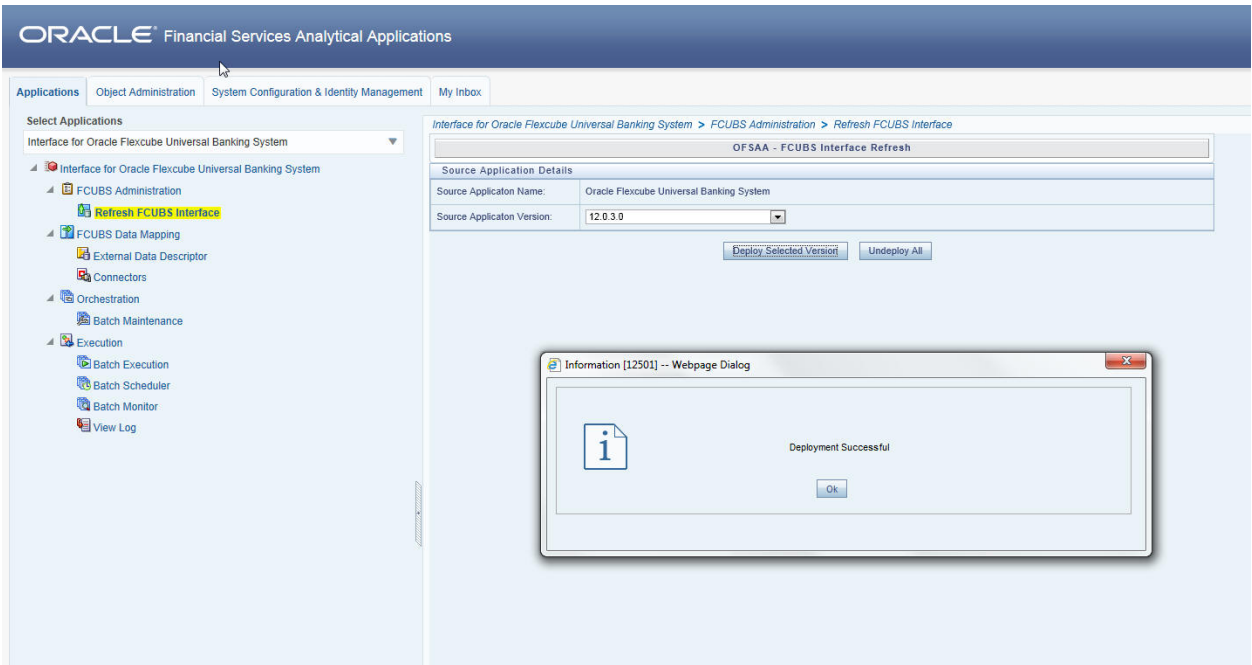 ORACLE® Financial Services Analytical Applications
Applications Object Administration System Configuration & Identity Management My Inbox
Select Applications
Interface for Oracle Flexcube Universal Banking System
Interface for Oracle Flexcube Universal Banking System
FCUBS Administration
Refresh FCUBS Interface
FCUBS Data Mapping
External Data Descriptor
Connectors
Orchestration
Batch Maintenance
Execution
Batch Execution
Batch Scheduler
Batch Monitor
View Log
Interface for Oracle Flexcube Universal Banking System > FCUBS Administration > Refresh FCUBS Interface
OFSAA - FCUBS Interface Refresh
Source Application Details
Source Applicaton Name: Oracle Flexcube Universal Banking System
Source Applicaton Version: 12.0.3.0
Deploy Selected Version Undeploy All
Information [12501] -- Webpage Dialog
i
Deployment Successful
Ok